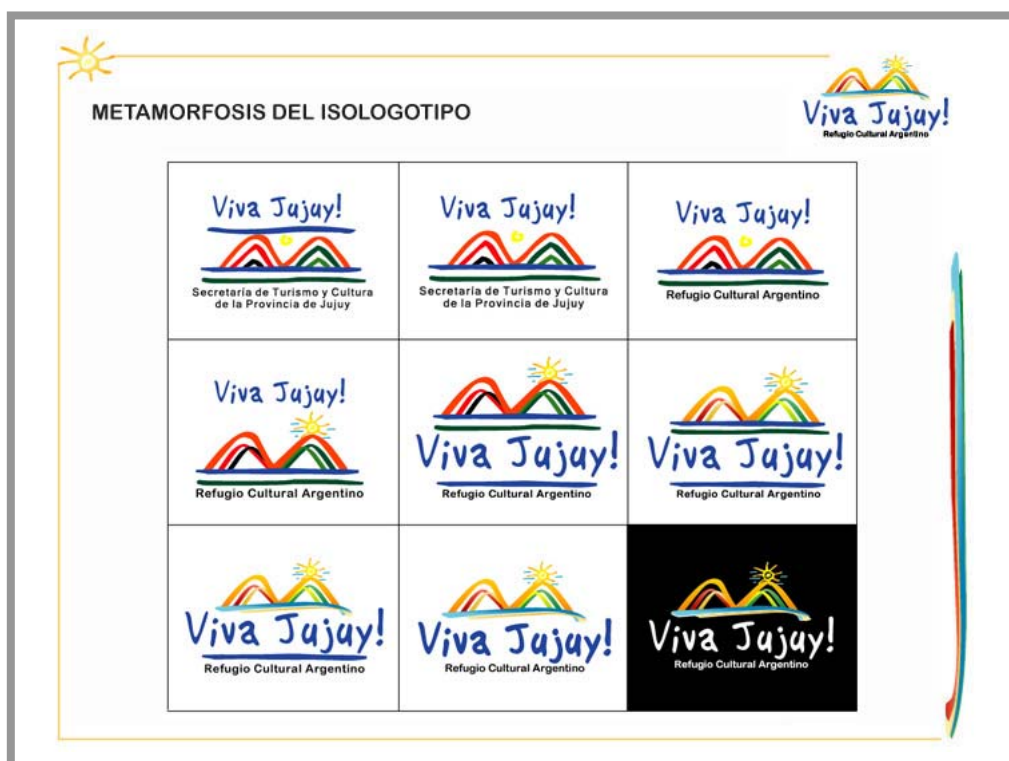 Viva Jujuy!
Refugio Cultural Argentino
METAMORFOSIS DEL ISOLOGOTIPO
Viva Jujuy!
Secretaría de Turismo y Cultura
de la Provincia de Jujuy
Viva Jujuy!
Secretaría de Turismo y Cultura
de la Provincia de Jujuy
Viva Jujuy!
Refugio Cultural Argentino
Viva Jujuy!
Refugio Cultural Argentino
Viva Jujuy!
Refugio Cultural Argentino
Viva Jujuy!
Refugio Cultural Argentino
Viva Jujuy!
Refugio Cultural Argentino
Viva Jujuy!
Refugio Cultural Argentino
Viva Jujuy!
Refugio Cultural Argentino